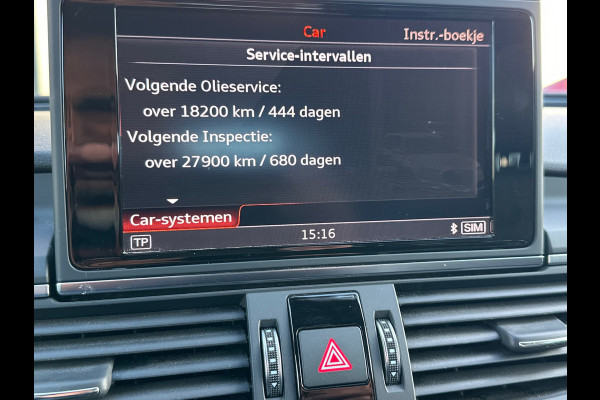 Car
Instr.-boekje
Service-intervallen
Volgende Olieservice:
over 18200 km / 444 dagen
Volgende Inspectie:
over 27900 km / 680 dagen
Car-systemen
TP
15:16
SIM